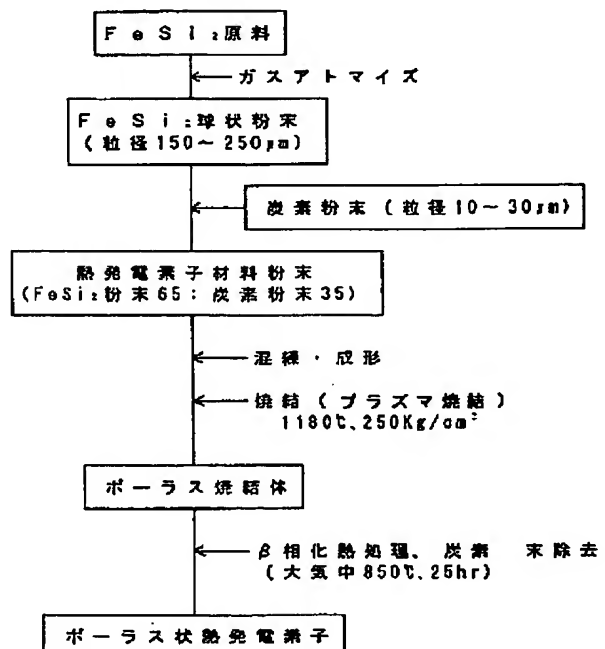 FeSi₂原料
ガスアトマイズ
FeSi₂球状粉末
(粒径150～250μm)
炭素粉末(粒径10～30μm)
熱発電素子材料粉末
(FeSi₂粉末65:炭素粉末35)
混練・成形
焼結(プラズマ焼結)
1180℃、250Kg/cm²
ポーラス焼結体
β相化熱処理、炭素 末除去
(大気中850℃、25hr)
ポーラス状熱発電素子